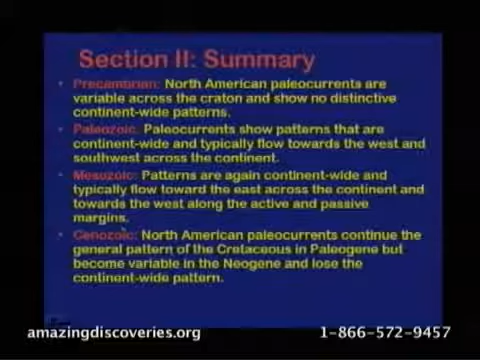 Section II: Summary
• Precambrian: North American paleocurrents are
variable across the craton and show no distinctive
continent-wide patterns.
• Paleozoic: Paleocurrents show patterns that are
continent-wide and typically flow towards the west and
southwest across the continent.
• Mesozoic: Patterns are again continent-wide and
typically flow toward the east across the continent and
towards the west along the active and passive
margins.
• Cenozoic: North American paleocurrents continue the
general pattern of the Cretaceous in Paleogene but
become variable in the Neogene and lose the
continent-wide pattern.
amazingdiscoveries.org
1-866-572-9457